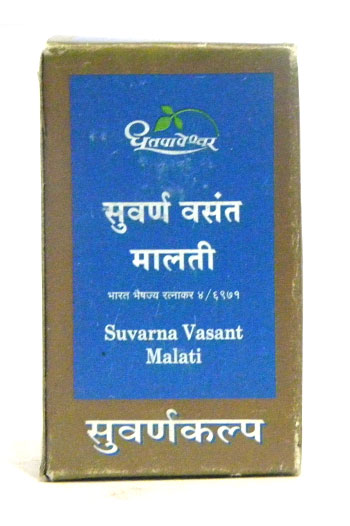 धूतपापेश्वर
सुवर्ण वसंत
मालती
भारत भैषज्य रत्नाकर ४/६९७१
Suvarna Vasant
Malati
सुवर्णकल्प